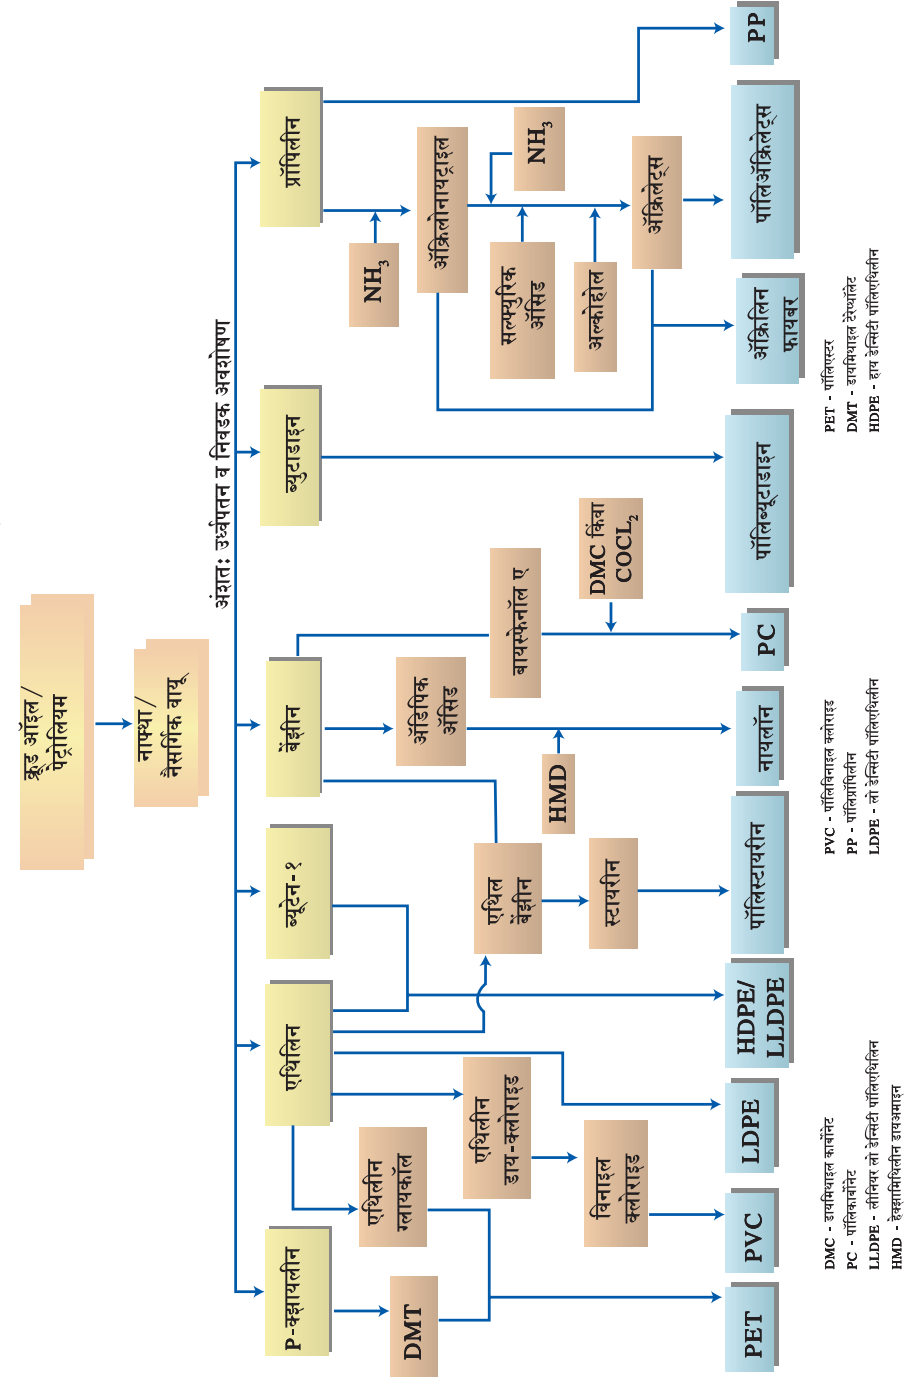 क्रूड ऑइल/
पेट्रोलियम
नाफ्था/
नैसर्गिक वायू
अंशत: उर्ध्वपतन व निवडक अवशोषण
P-क्झायलीन
एथिलिन
ब्यूटेन-१
बेंझीन
ब्युटाडाइन
प्रॉपिलीन
DMT
एथिलीन
ग्लायकॉल
एथिलीन
डाय-क्लोराइड
विनाइल
क्लोराइड
एथिल
बेंझीन
स्टायरीन
ॲडिपिक
ॲसिड
HMD
बायस्फेनॉल ए
DMC किंवा
COCL₂
NH₃
ॲक्रिलोनायट्राइल
सल्फ्युरिक
ॲसिड
NH₃
अल्कोहोल
ॲक्रिलेट्स
PET
PVC
LDPE
HDPE/
LLDPE
पॉलिस्टायरीन
नायलॉन
PC
पॉलिब्यूटाडाइन
ॲक्रिलिन
फायबर
पॉलिॲक्रिलेट्स
PP
DMC - डायमिथाइल कार्बोनेट
PC - पॉलिकार्बोनेट
LLDPE - लीनियर लो डेन्सिटी पॉलिएथिलिन
HMD - हेक्झामिथिलीन डायअमाइन
PVC - पॉलिविनाइल क्लोराइड
PP - पॉलिप्रॉपिलीन
LDPE - लो डेन्सिटी पॉलिएथिलीन
PET - पॉलिएस्टर
DMT - डायमिथाइल टेरेप्थॅलेट
HDPE - हाय डेन्सिटी पॉलिएथिलीन